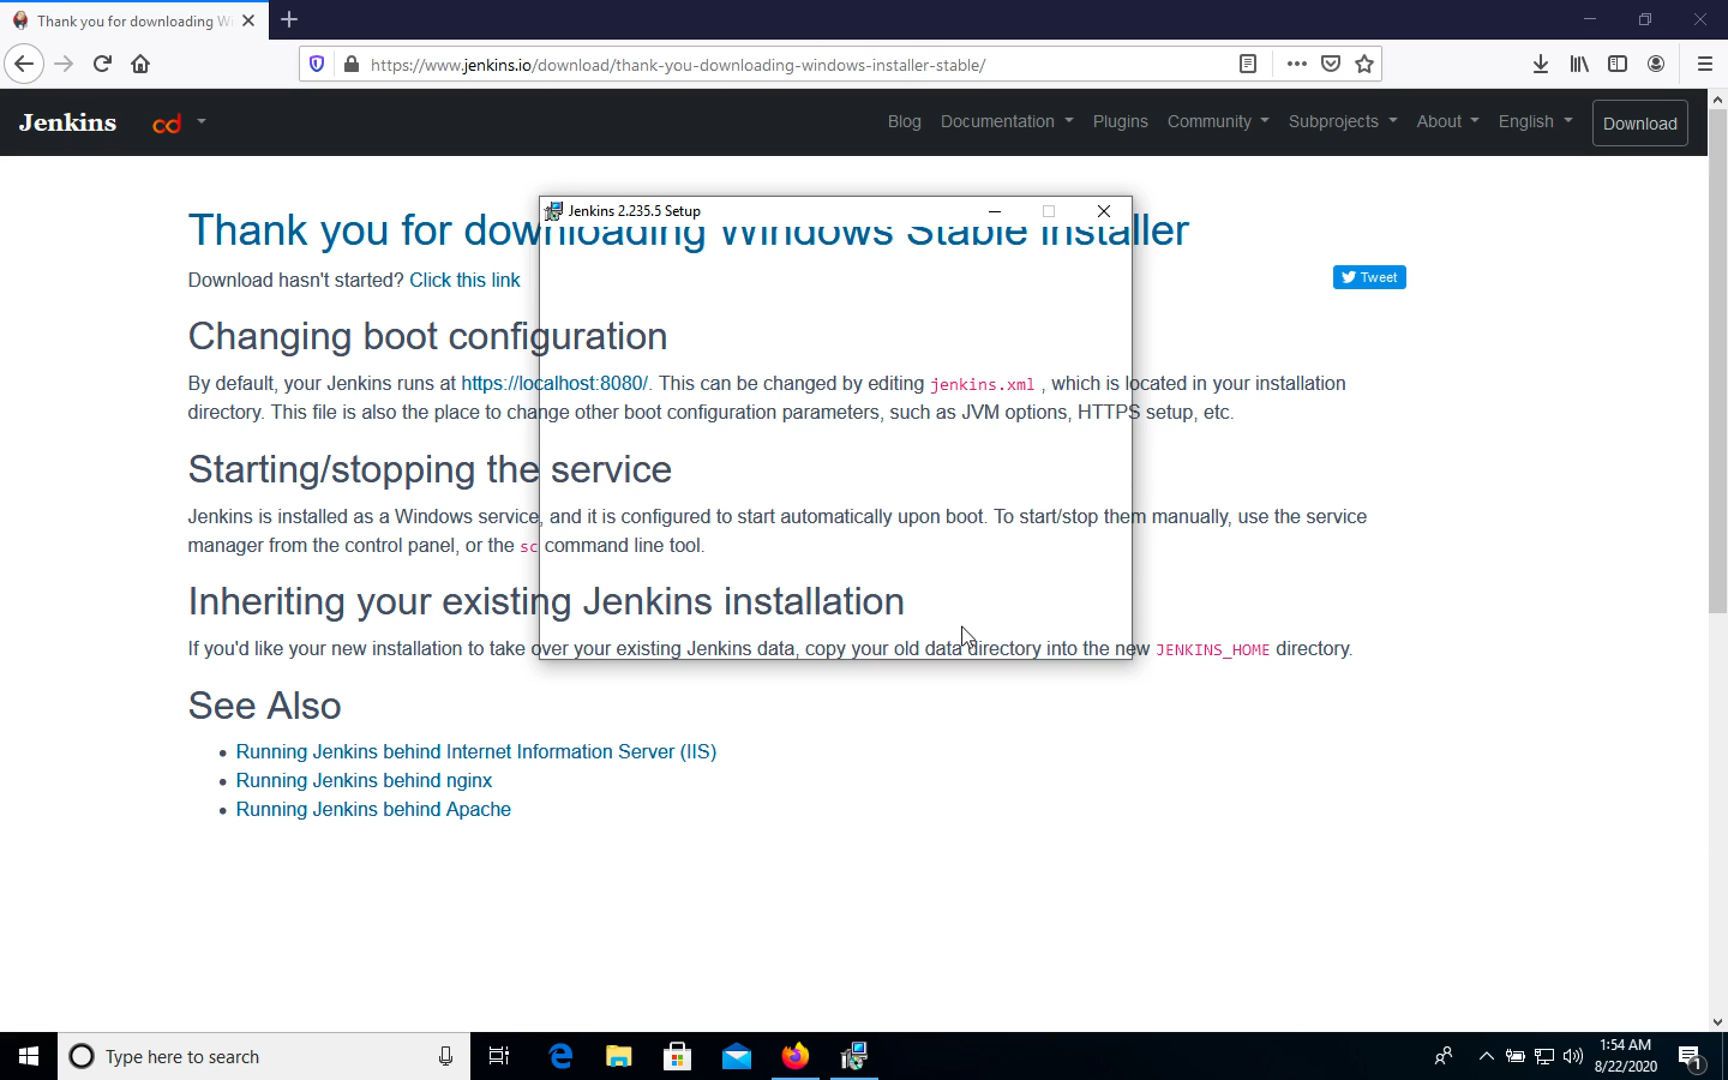 Thank you for downloading Wi
https://www.jenkins.io/download/thank-you-downloading-windows-installer-stable/
Jenkins
cd
Blog
Documentation
Plugins
Community
Subprojects
About
English
Download
Jenkins 2.235.5 Setup
Thank you for downloading Windows Stable Installer
Download hasn't started? Click this link
Tweet
Changing boot configuration
By default, your Jenkins runs at https://localhost:8080/. This can be changed by editing jenkins.xml , which is located in your installation
directory. This file is also the place to change other boot configuration parameters, such as JVM options, HTTPS setup, etc.
Starting/stopping the service
Jenkins is installed as a Windows service, and it is configured to start automatically upon boot. To start/stop them manually, use the service
manager from the control panel, or the sc command line tool.
Inheriting your existing Jenkins installation
If you'd like your new installation to take over your existing Jenkins data, copy your old data directory into the new JENKINS_HOME directory.
See Also
Running Jenkins behind Internet Information Server (IIS)
Running Jenkins behind nginx
Running Jenkins behind Apache
Type here to search
1:54 AM
8/22/2020
1